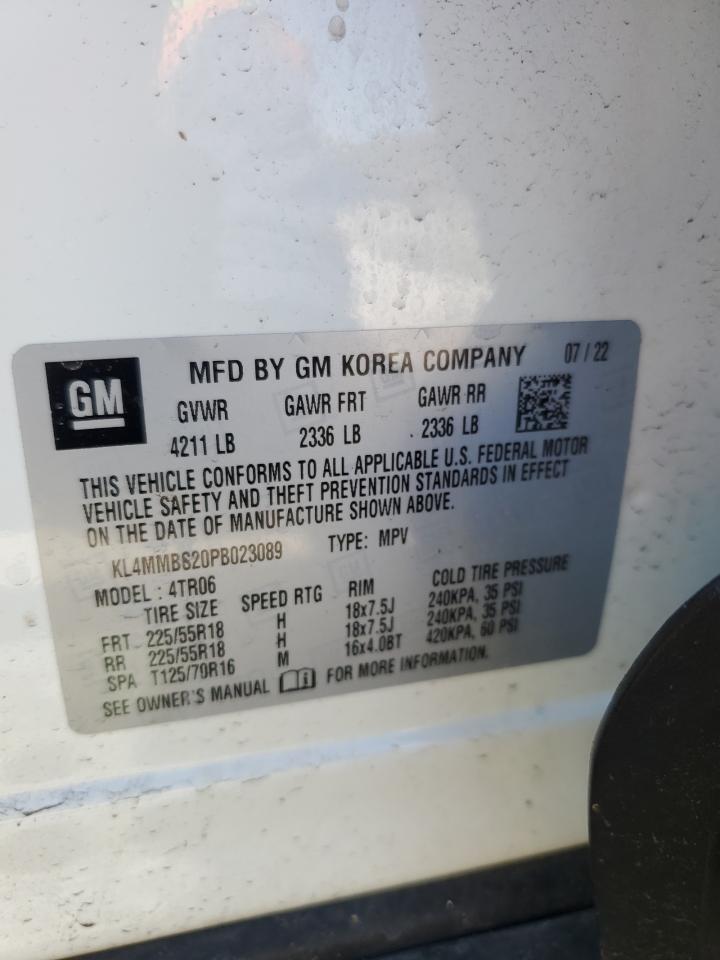 GM
MFD BY GM KOREA COMPANY 07 / 22
GVWR GAWR FRT GAWR RR
4211 LB 2336 LB 2336 LB
THIS VEHICLE CONFORMS TO ALL APPLICABLE U.S. FEDERAL MOTOR
VEHICLE SAFETY AND THEFT PREVENTION STANDARDS IN EFFECT
ON THE DATE OF MANUFACTURE SHOWN ABOVE.
KL4MMBS20PB023089 TYPE: MPV
MODEL : 4TR06
TIRE SIZE SPEED RTG RIM COLD TIRE PRESSURE
FRT 225/55R18 H 18x7.5J 240KPA, 35 PSI
RR 225/55R18 H 18x7.5J 240KPA, 35 PSI
SPA T125/70R16 M 16x4.0BT 420KPA, 60 PSI
SEE OWNER'S MANUAL FOR MORE INFORMATION.